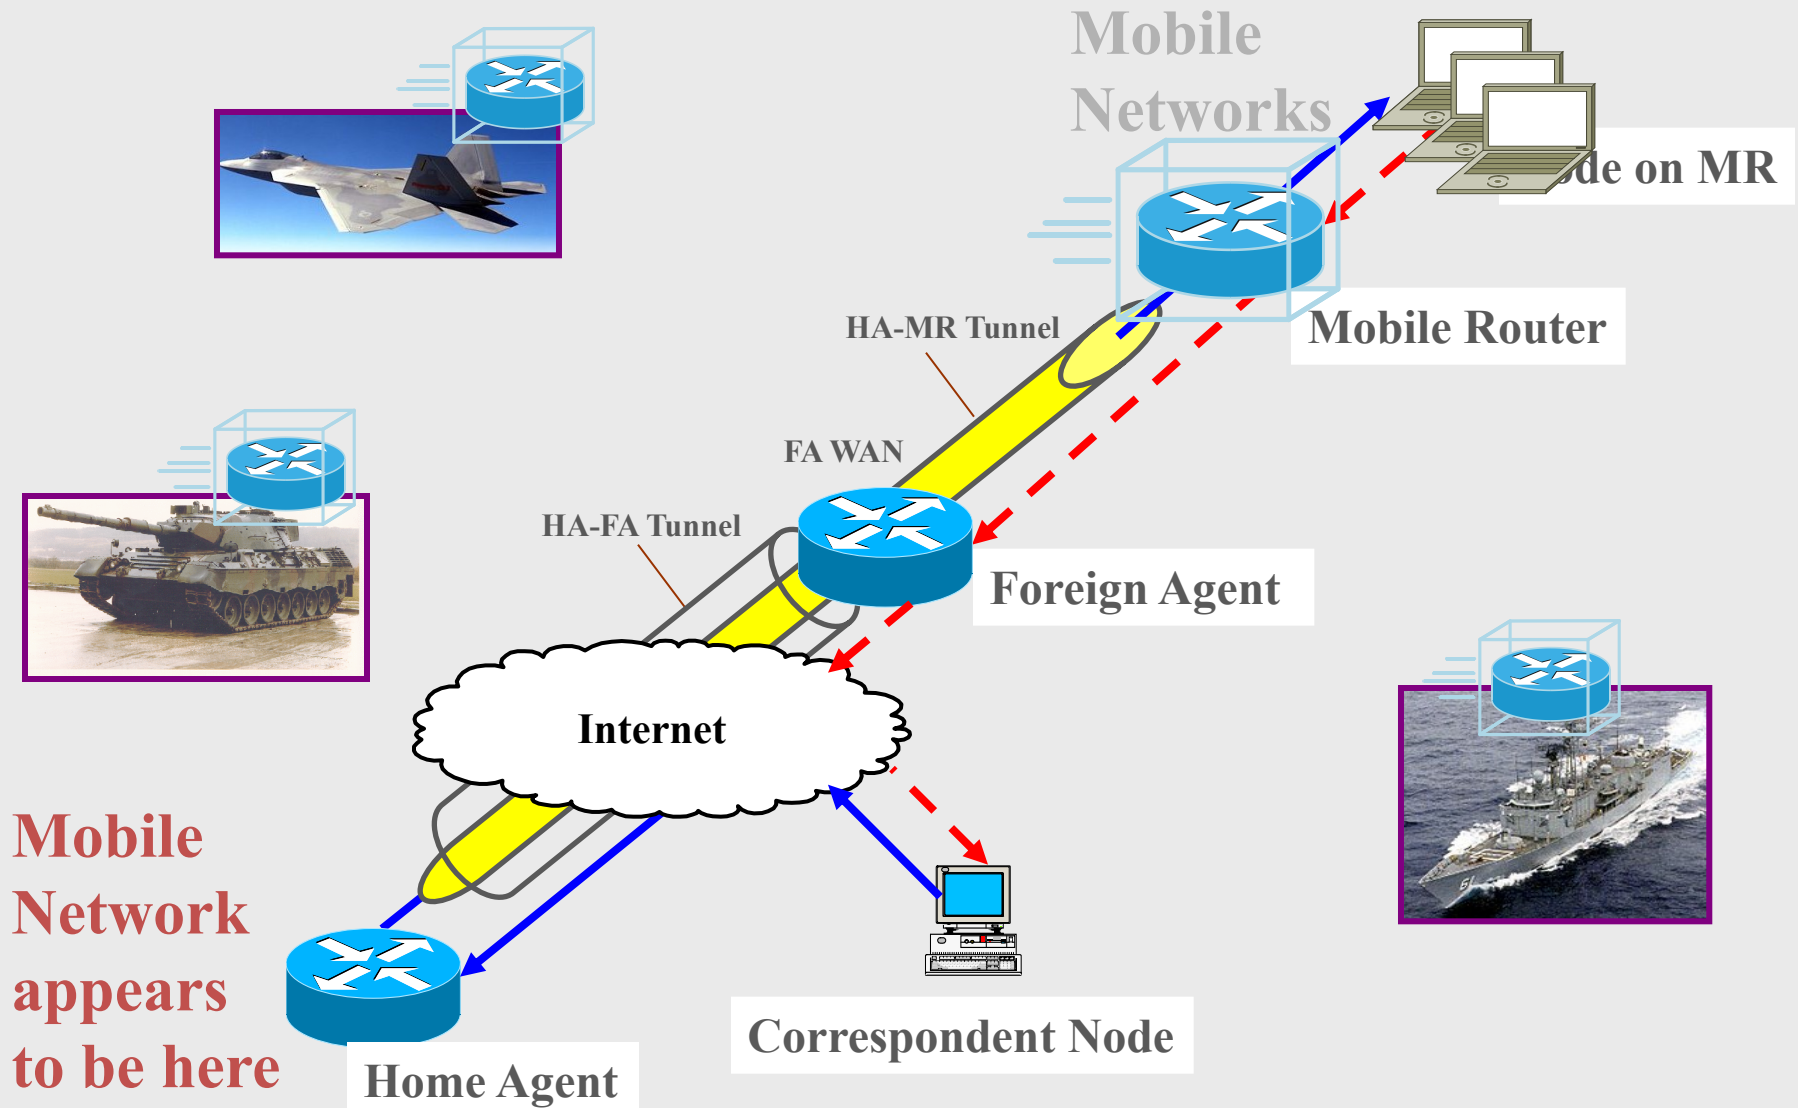 Mobile
Networks
de on MR
Mobile Router
HA-MR Tunnel
FA WAN
HA-FA Tunnel
Foreign Agent
Internet
Mobile
Network
appears
to be here
Home Agent
Correspondent Node
61